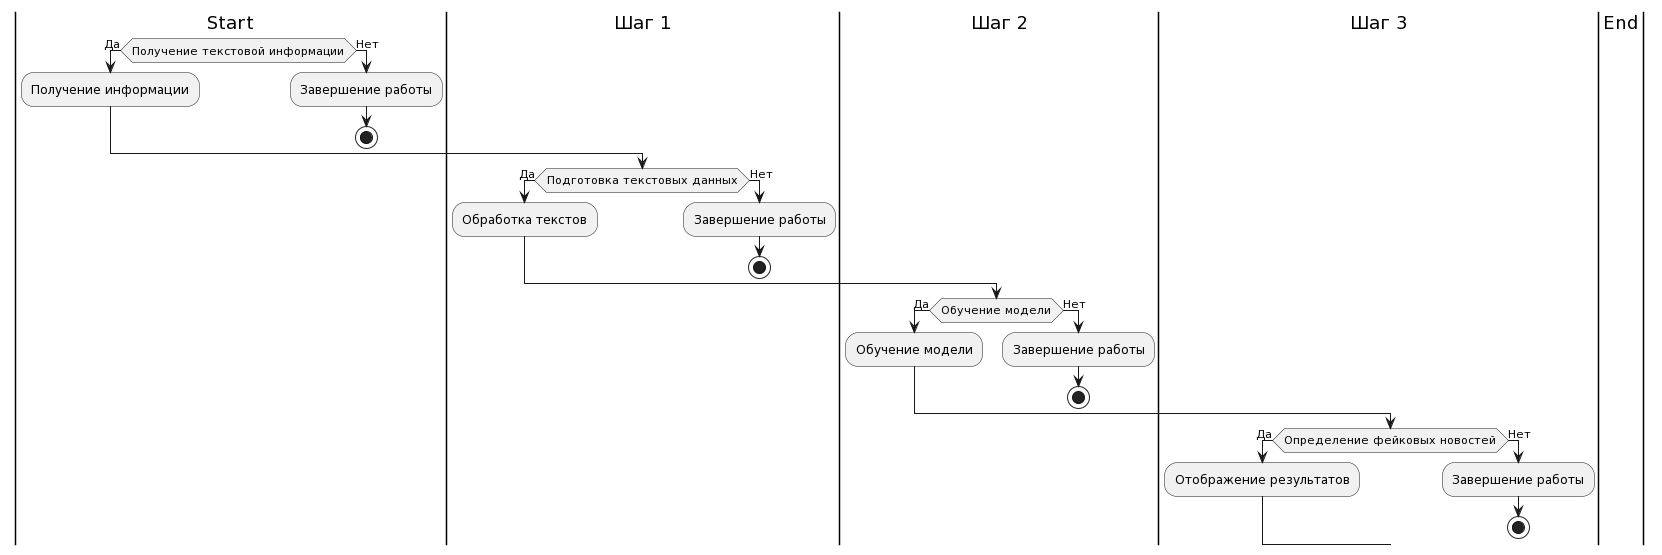 Start
Шаг 1
Шаг 2
Шаг 3
End
Да
Получение текстовой информации
Нет
Получение информации
Завершение работы
Да
Подготовка текстовых данных
Нет
Обработка текстов
Завершение работы
Да
Обучение модели
Нет
Обучение модели
Завершение работы
Да
Определение фейковых новостей
Нет
Отображение результатов
Завершение работы